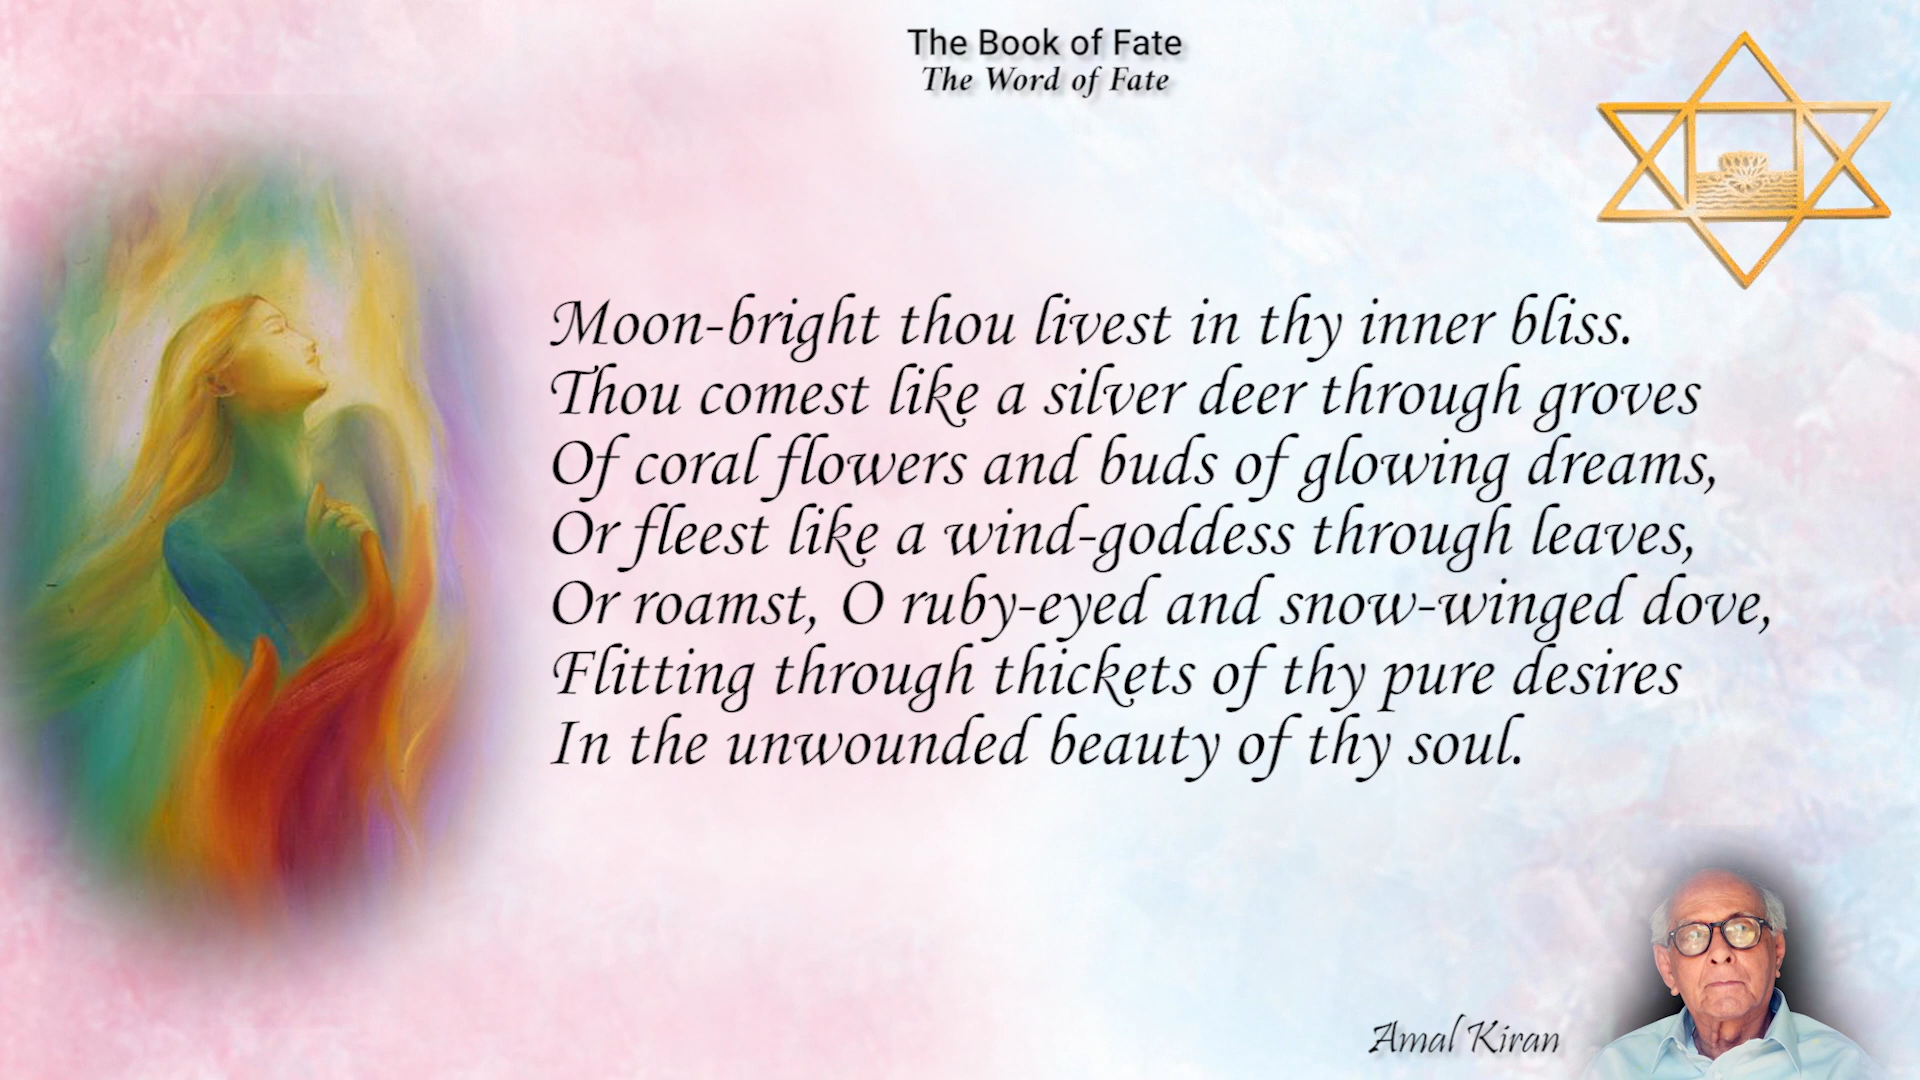 The Book of Fate
The Word of Fate
Moon-bright thou livest in thy inner bliss.
Thou comest like a silver deer through groves
Of coral flowers and buds of glowing dreams,
Or fleest like a wind-goddess through leaves,
Or roamst, O ruby-eyed and snow-winged dove,
Flitting through thickets of thy pure desires
In the unwounded beauty of thy soul.
Amal Kiran